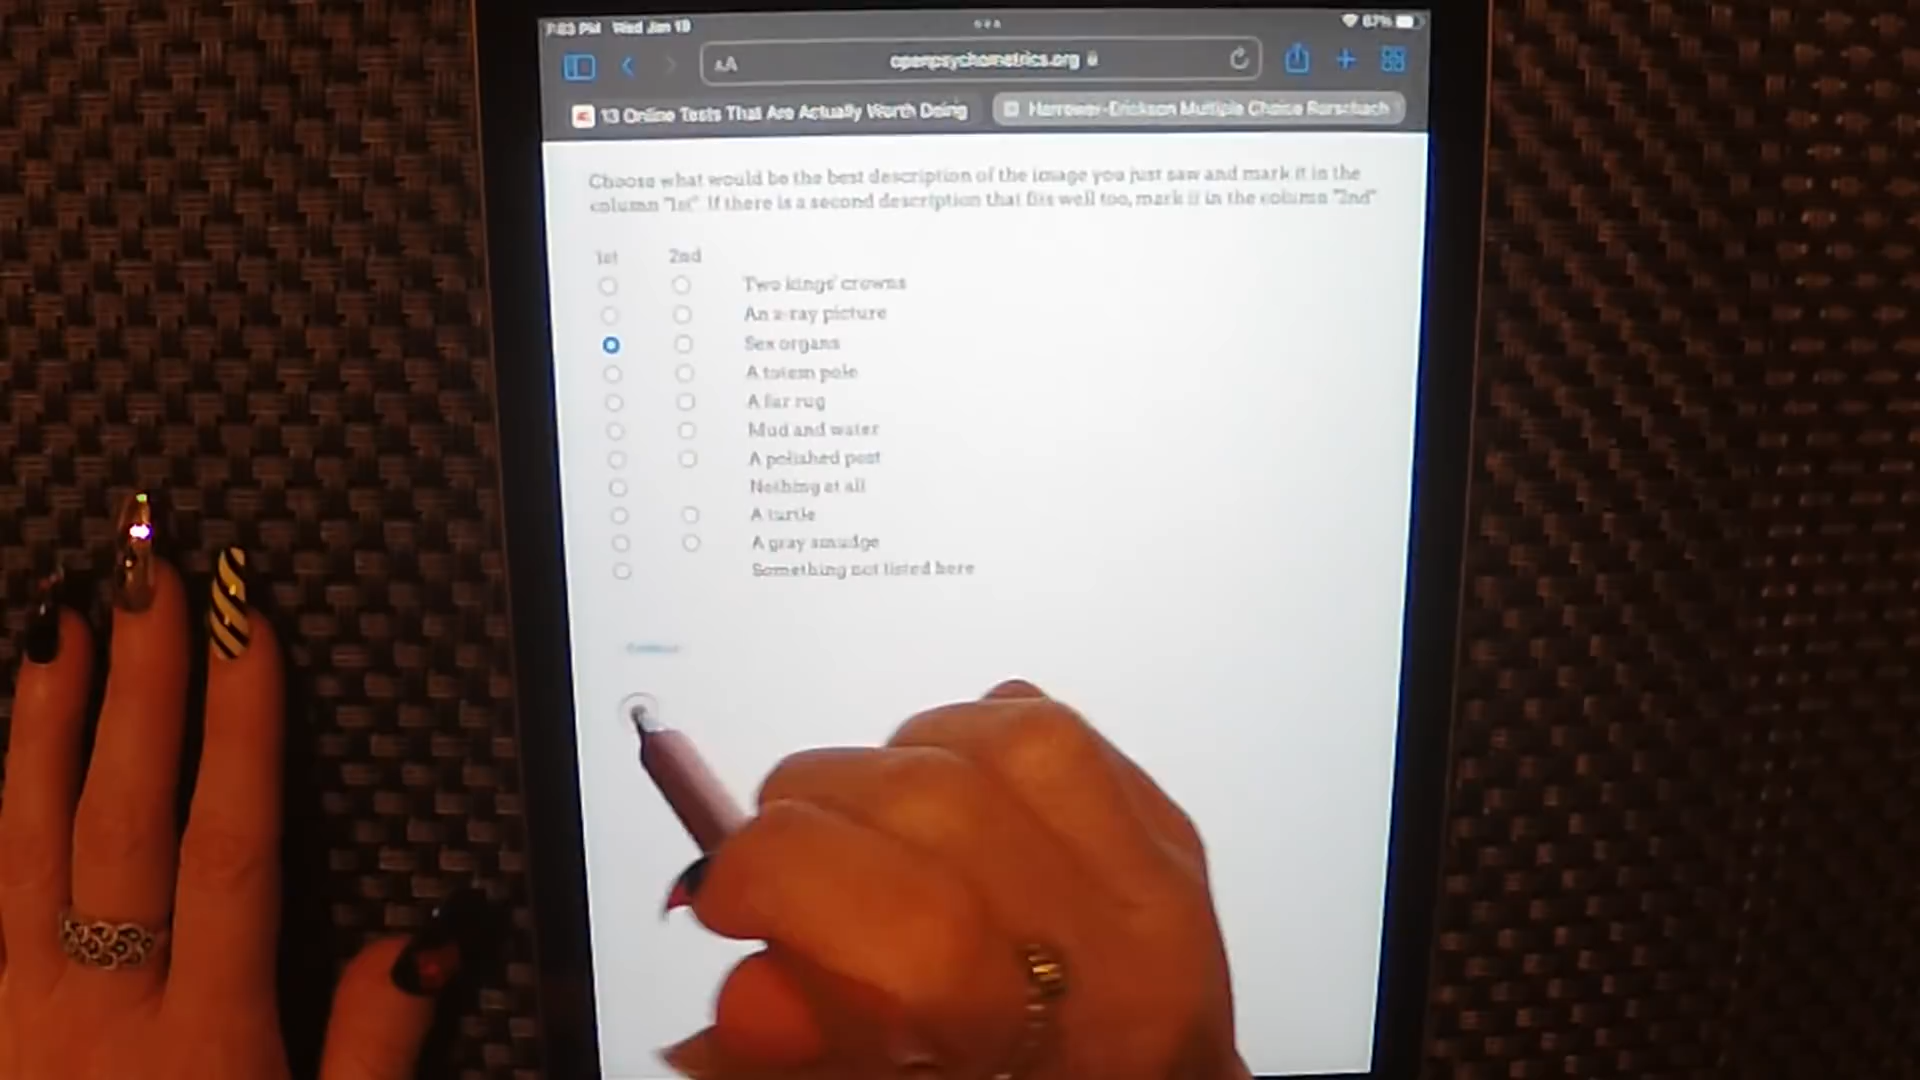 Wed Jan 19
87%
AA
openpsychometrics.org
13 Online Tests That Are Actually Worth Doing
Harrower-Erickson Multiple Choice Rorschach
Choose what would be the best description of the image you just saw and mark it in the
column "1st" If there is a second description that fits well too, mark it in the column "2nd"
1st 2nd
Two kings' crowns
An x-ray picture
Sex organs
A totem pole
A fur rug
Mud and water
A polished post
Nothing at all
A turtle
A gray smudge
Something not listed here